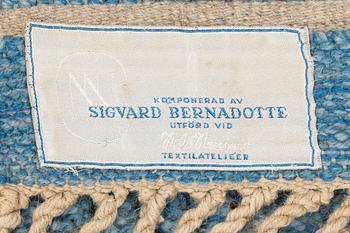 KOMPONERAD AV
SIGVARD BERNADOTTE
UTFÖRD VID
TEXTILATELJÉER